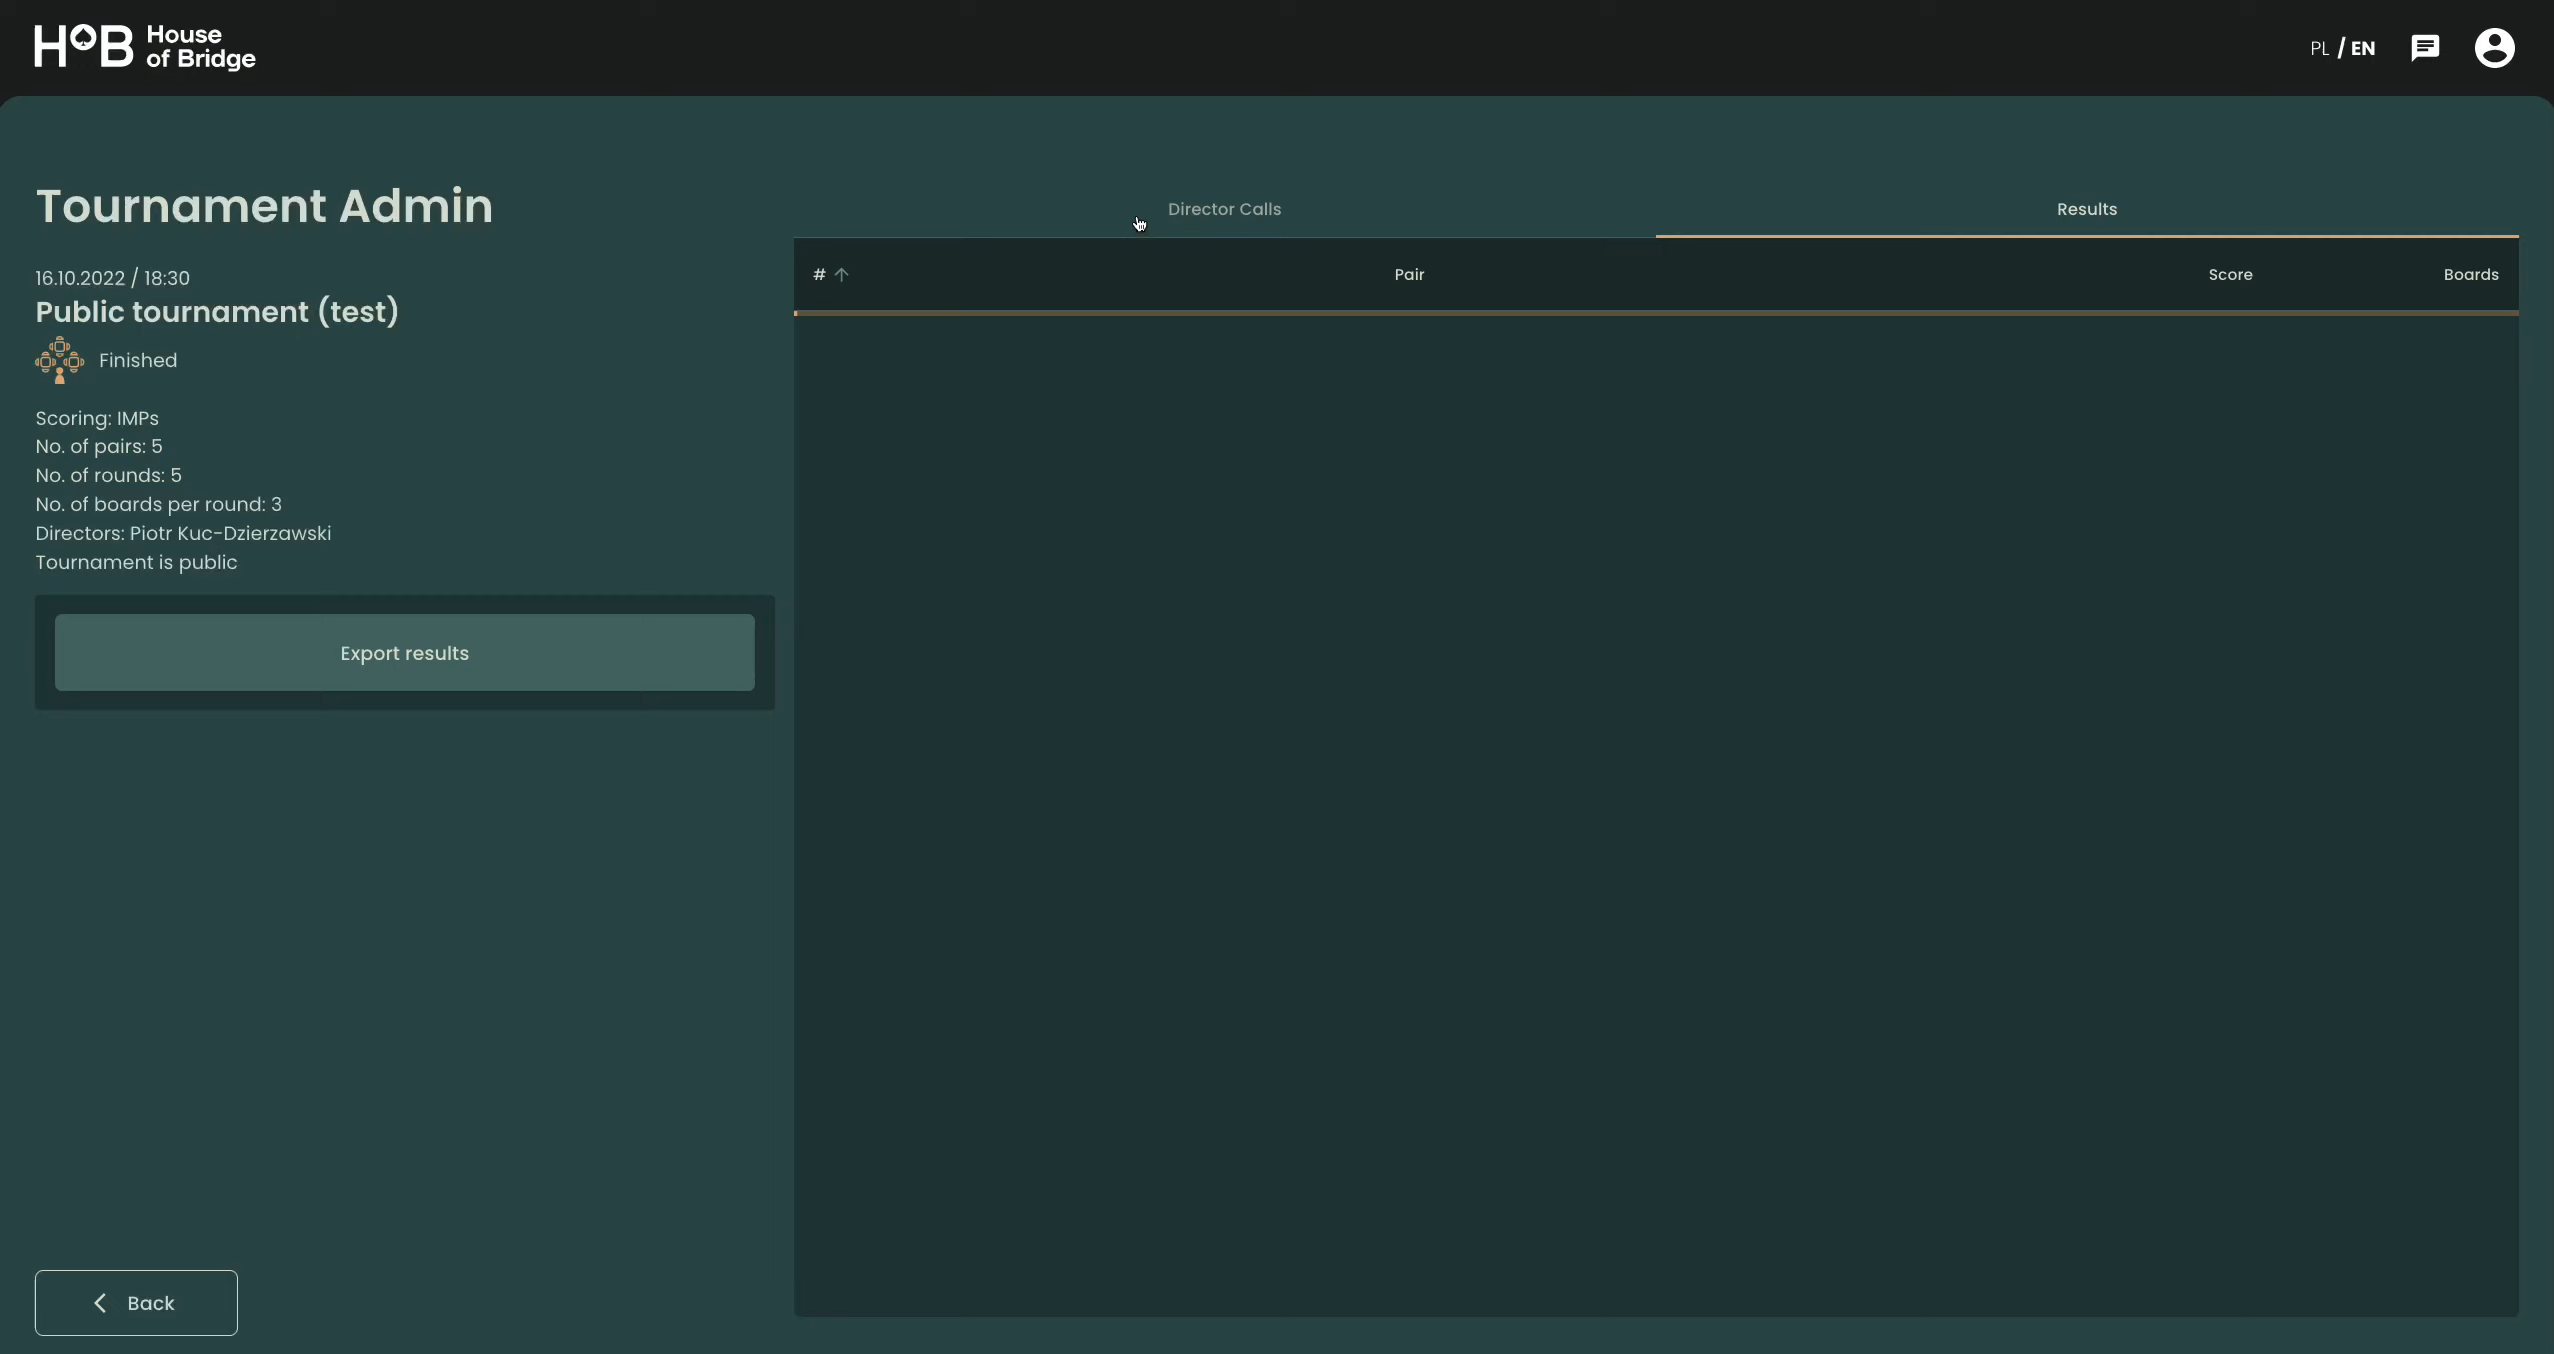 HOB House
of Bridge
PL / EN
Tournament Admin
16.10.2022 / 18:30
Public tournament (test)
Finished
Scoring: IMPs
No. of pairs: 5
No. of rounds: 5
No. of boards per round: 3
Directors: Piotr Kuc-Dzierzawski
Tournament is public
Export results
Back
Director Calls
Results
# Pair Score Boards